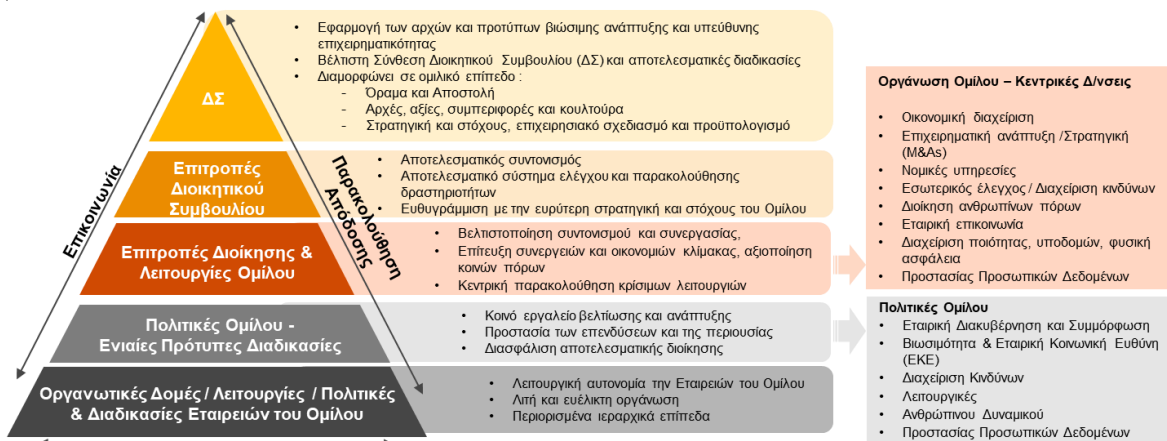 ΔΣ
Επιτροπές
Διοικητικού
Συμβουλίου
Επιτροπές Διοίκησης &
Λειτουργίες Ομίλου
Πολιτικές Ομίλου -
Ενιαίες Πρότυπες Διαδικασίες
Οργανωτικές Δομές / Λειτουργίες / Πολιτικές
& Διαδικασίες Εταιρειών του Ομίλου
Επικοινωνία
Παρακολούθηση
Απόδοσης
• Εφαρμογή των αρχών και προτύπων βιώσιμης ανάπτυξης και υπεύθυνης
επιχειρηματικότητας
• Βέλτιστη Σύνθεση Διοικητικού Συμβουλίου (ΔΣ) και αποτελεσματικές διαδικασίες
• Διαμορφώνει σε ομιλικό επίπεδο :
- Όραμα και Αποστολή
- Αρχές, αξίες, συμπεριφορές και κουλτούρα
- Στρατηγική και στόχους, επιχειρησιακό σχεδιασμό και προϋπολογισμό
• Αποτελεσματικός συντονισμός
• Αποτελεσματικό σύστημα ελέγχου και παρακολούθησης
δραστηριοτήτων
• Ευθυγράμμιση με την ευρύτερη στρατηγική και στόχους του Ομίλου
• Βελτιστοποίηση συντονισμού και συνεργασίας,
• Επίτευξη συνεργειών και οικονομιών κλίμακας, αξιοποίηση
κοινών πόρων
• Κεντρική παρακολούθηση κρίσιμων λειτουργιών
• Κοινό εργαλείο βελτίωσης και ανάπτυξης
• Προστασία των επενδύσεων και της περιουσίας
• Διασφάλιση αποτελεσματικής διοίκησης
• Λειτουργική αυτονομία την Εταιρειών του Ομίλου
• Λιτή και ευέλικτη οργάνωση
• Περιορισμένα ιεραρχικά επίπεδα
Οργάνωση Ομίλου – Κεντρικές Δ/νσεις
• Οικονομική διαχείριση
• Επιχειρηματική ανάπτυξη /Στρατηγική
(M&As)
• Νομικές υπηρεσίες
• Εσωτερικός έλεγχος / Διαχείριση κινδύνων
• Διοίκηση ανθρωπίνων πόρων
• Εταιρική επικοινωνία
• Διαχείριση ποιότητας, υποδομών, φυσική
ασφάλεια
• Προστασίας Προσωπικών Δεδομένων
Πολιτικές Ομίλου
• Εταιρική Διακυβέρνηση και Συμμόρφωση
• Βιωσιμότητα & Εταιρική Κοινωνική Ευθύνη
(ΕΚΕ)
• Διαχείριση Κινδύνων
• Λειτουργικές
• Ανθρώπινου Δυναμικού
• Προστασίας Προσωπικών Δεδομένων